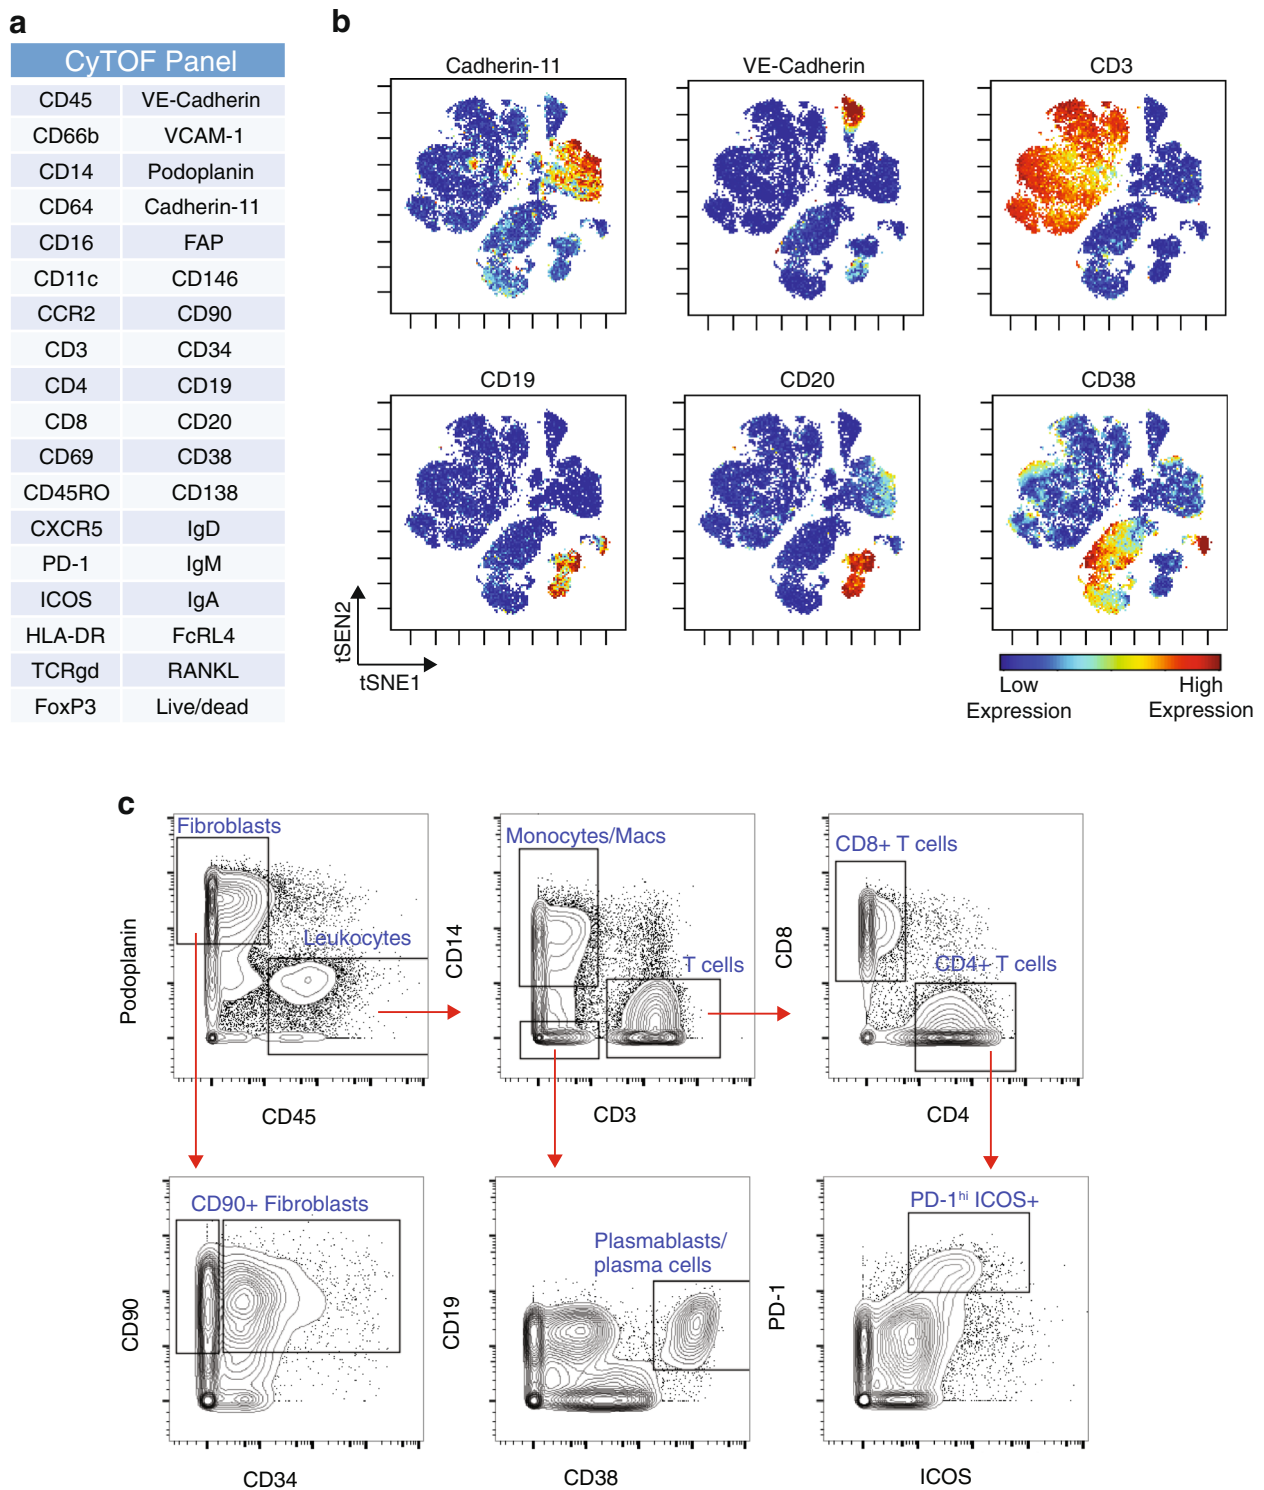 a
CyTOF Panel
CD45 VE-Cadherin
CD66b VCAM-1
CD14 Podoplanin
CD64 Cadherin-11
CD16 FAP
CD11c CD146
CCR2 CD90
CD3 CD34
CD4 CD19
CD8 CD20
CD69 CD38
CD45RO CD138
CXCR5 IgD
PD-1 IgM
ICOS IgA
HLA-DR FcRL4
TCRgd RANKL
FoxP3 Live/dead
b
Cadherin-11 VE-Cadherin CD3
CD19 CD20 CD38
tSEN2
tSNE1
Low Expression
High Expression
c
Fibroblasts
Leukocytes
Podoplanin
CD45
Monocytes/Macs
T cells
CD14
CD3
CD8+ T cells
CD4+ T cells
CD8
CD4
CD90+ Fibroblasts
CD90
CD34
Plasmablasts/
plasma cells
CD19
CD38
PD-1hi ICOS+
PD-1
ICOS